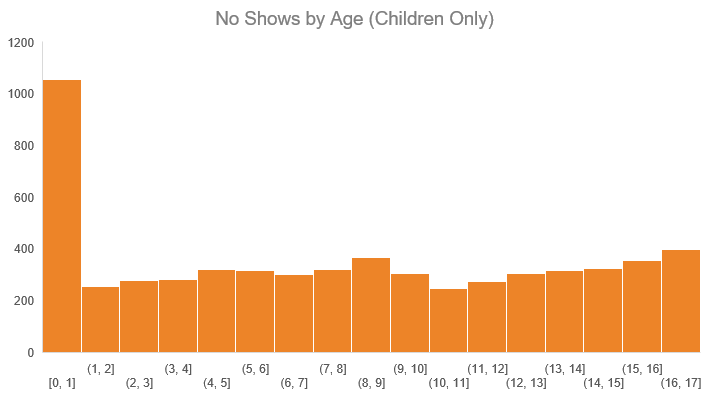 No Shows by Age (Children Only)
1200
1000
800
600
400
200
0
(1, 2] (3, 4] (5, 6] (7, 8] (9, 10] (11, 12] (13, 14] (15, 16]
[0, 1] (2, 3] (4, 5] (6, 7] (8, 9] (10, 11] (12, 13] (14, 15] (16, 17]